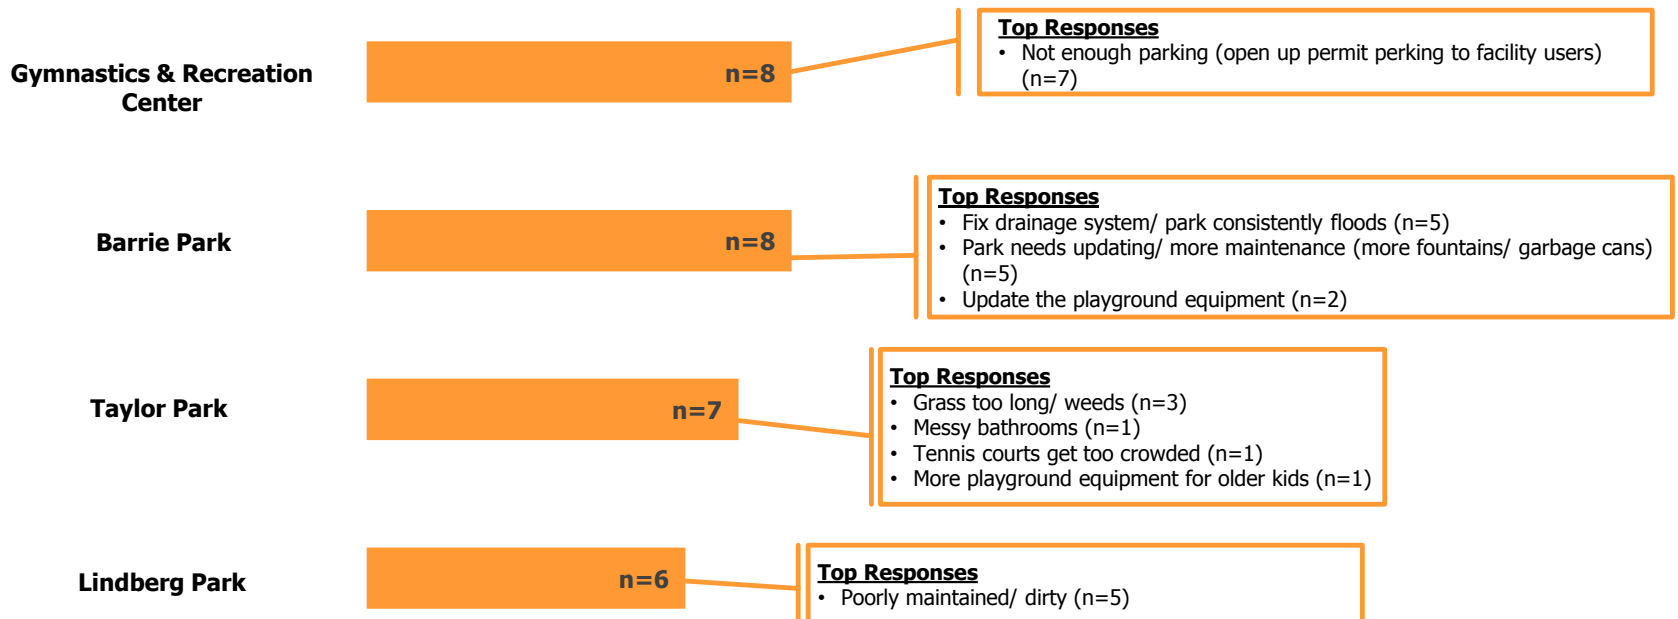 Gymnastics & Recreation
Center
n=8
Top Responses
• Not enough parking (open up permit perking to facility users)
(n=7)
Barrie Park
n=8
Top Responses
• Fix drainage system/ park consistently floods (n=5)
• Park needs updating/ more maintenance (more fountains/ garbage cans)
(n=5)
• Update the playground equipment (n=2)
Taylor Park
n=7
Top Responses
• Grass too long/ weeds (n=3)
• Messy bathrooms (n=1)
• Tennis courts get too crowded (n=1)
• More playground equipment for older kids (n=1)
Lindberg Park
n=6
Top Responses
• Poorly maintained/ dirty (n=5)